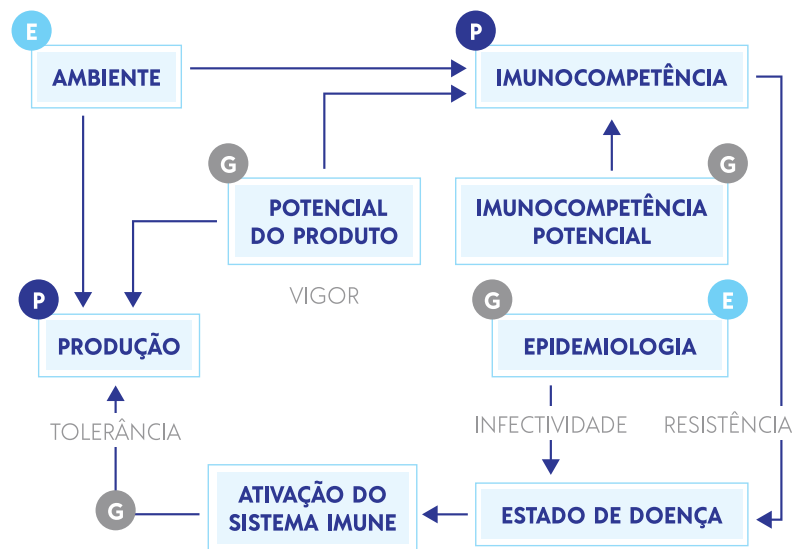 E
AMBIENTE
P
IMUNOCOMPETÊNCIA
G
POTENCIAL
DO PRODUTO
VIGOR
G
IMUNOCOMPETÊNCIA
POTENCIAL
P
PRODUÇÃO
G
E
EPIDEMIOLOGIA
TOLERÂNCIA
INFECTIVIDADE
RESISTÊNCIA
G
ATIVAÇÃO DO
SISTEMA IMUNE
ESTADO DE DOENÇA